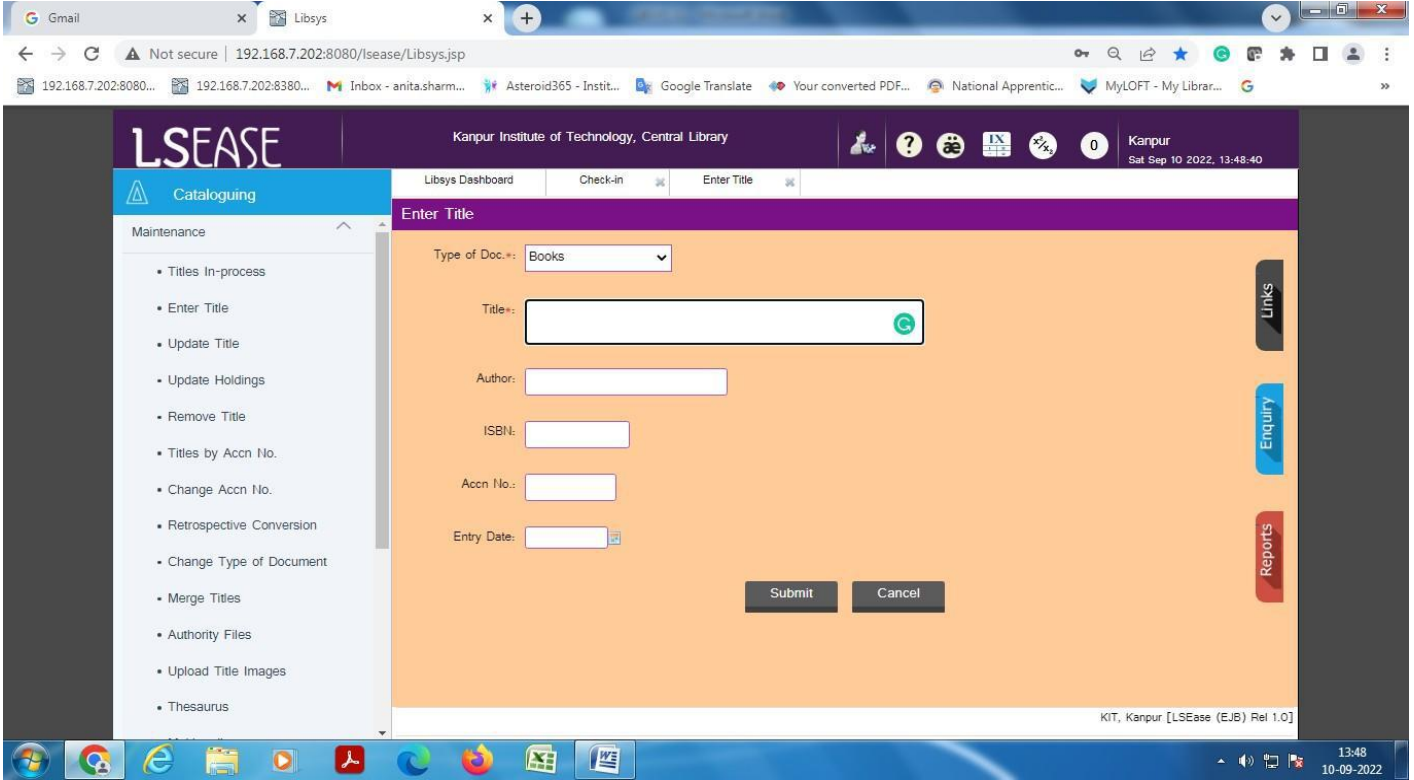 Gmail
Libsys
Not secure | 192.168.7.202:8080/lsease/Libsys.jsp
192.168.7.202:8080... 192.168.7.202:8380... Inbox - anita.sharm... Asteroid365 - Instit... Google Translate Your converted PDF... National Apprentic... MyLOFT - My Librar...
LSEASE
Kanpur Institute of Technology, Central Library
? äë IX x²/x₂ 0
Kanpur
Sat Sep 10 2022, 13:48:40
Cataloguing
Libsys Dashboard Check-in Enter Title
Enter Title
Maintenance
• Titles In-process
• Enter Title
• Update Title
• Update Holdings
• Remove Title
• Titles by Accn No.
• Change Accn No.
• Retrospective Conversion
• Change Type of Document
• Merge Titles
• Authority Files
• Upload Title Images
• Thesaurus
Type of Doc.*: Books
Title*:
Author:
ISBN:
Accn No.:
Entry Date:
Submit Cancel
Links
Enquiry
Reports
KIT, Kanpur [LSEase (EJB) Rel 1.0]
13:48
10-09-2022